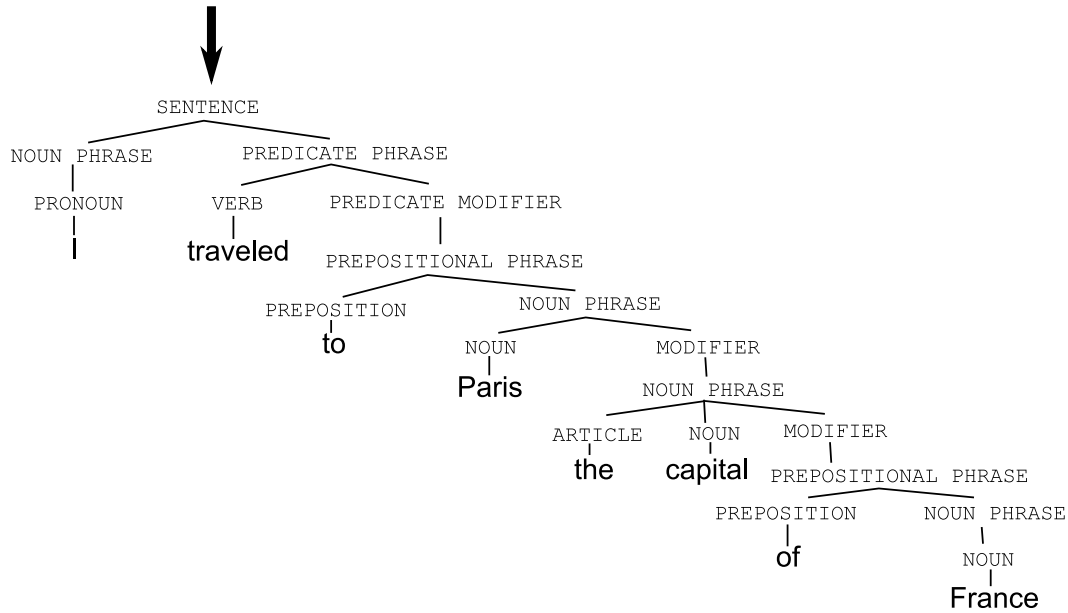 SENTENCE
NOUN PHRASE PREDICATE PHRASE
PRONOUN VERB PREDICATE MODIFIER
I traveled
PREPOSITIONAL PHRASE
PREPOSITION NOUN PHRASE
to NOUN MODIFIER
Paris NOUN PHRASE
ARTICLE NOUN MODIFIER
the capital PREPOSITIONAL PHRASE
PREPOSITION NOUN PHRASE
of NOUN
France